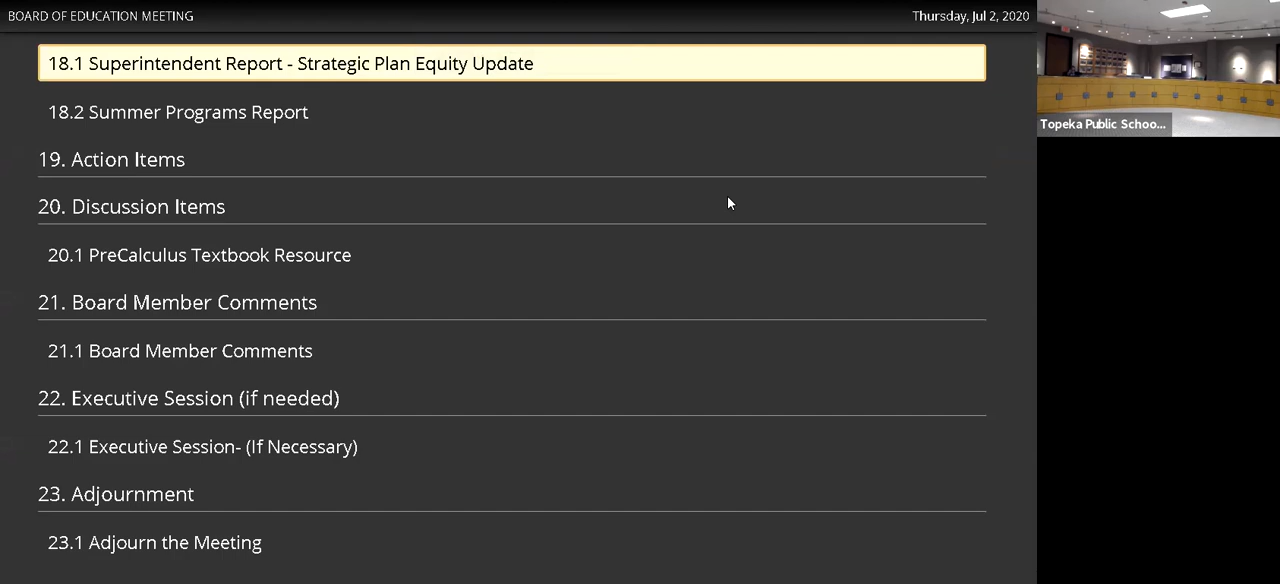 BOARD OF EDUCATION MEETING
Thursday, Jul 2, 2020
18.1 Superintendent Report - Strategic Plan Equity Update
Topeka Public Schoo...
18.2 Summer Programs Report
19. Action Items
20. Discussion Items
20.1 PreCalculus Textbook Resource
21. Board Member Comments
21.1 Board Member Comments
22. Executive Session (if needed)
22.1 Executive Session- (If Necessary)
23. Adjournment
23.1 Adjourn the Meeting